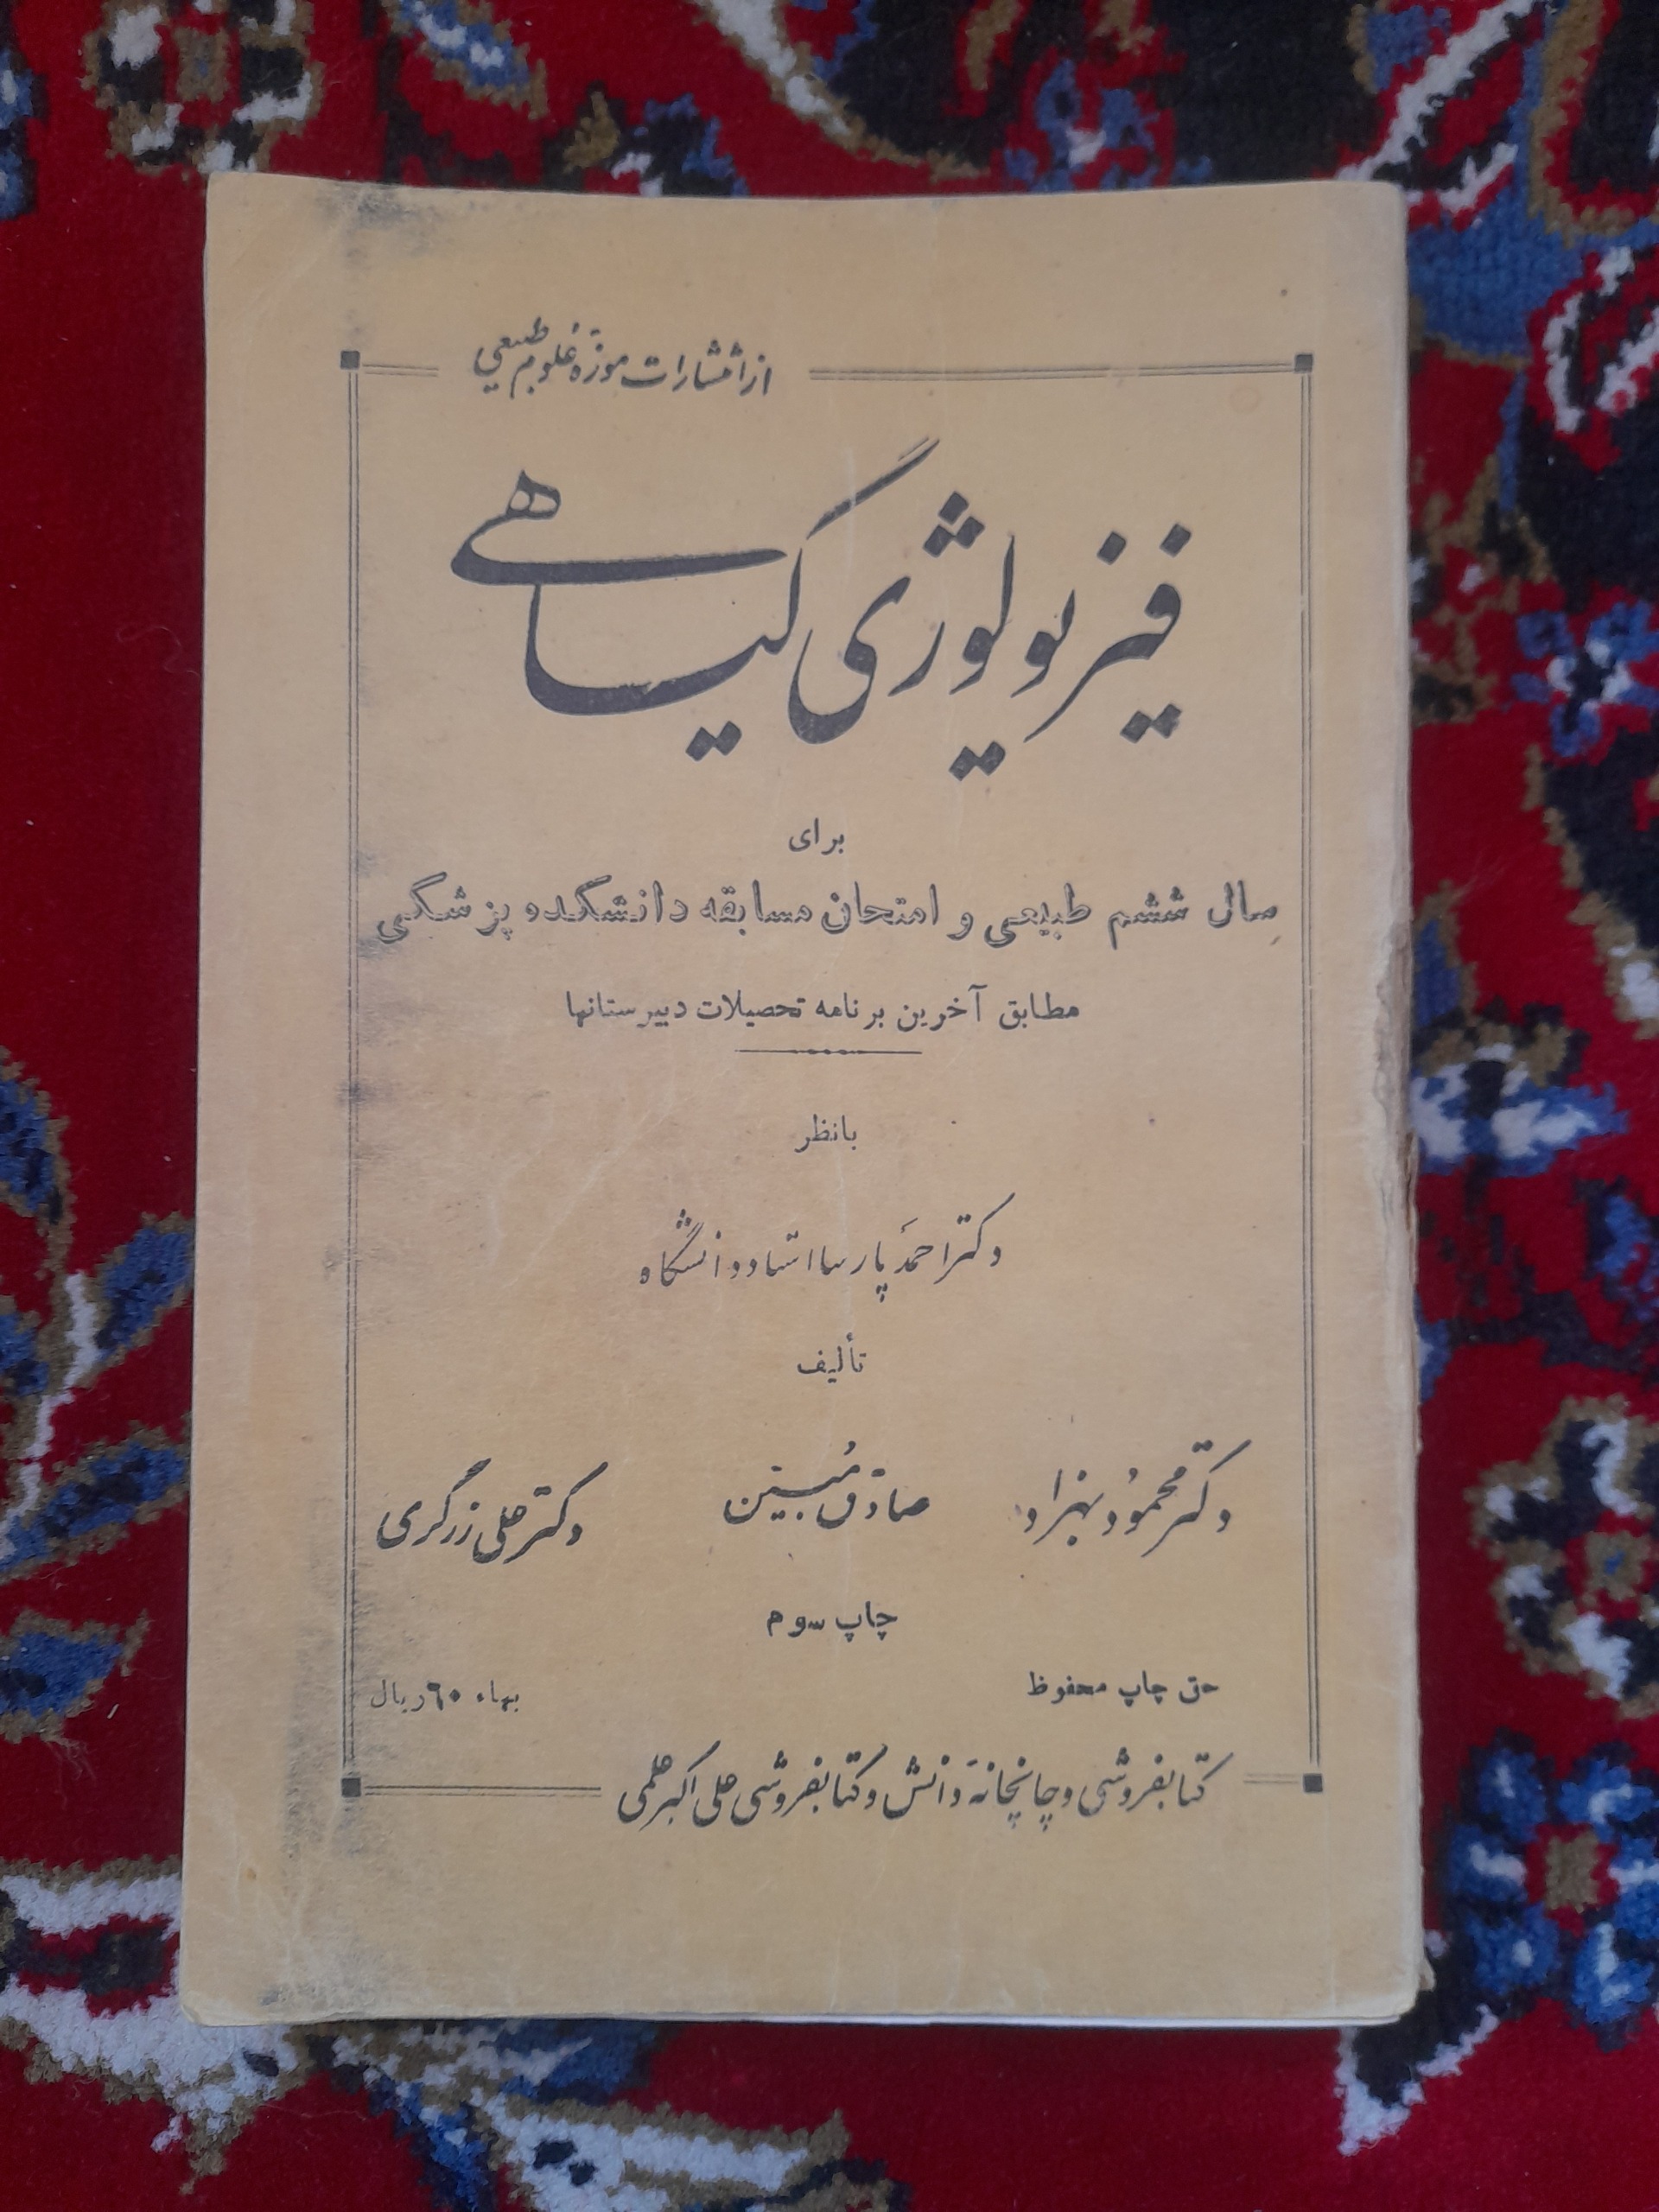 از انتشارات موزهٔ علوم طبیعی
فیزیولوژی گیاهی
برای
سال ششم طبیعی و امتحان مسابقه دانشکده پزشکی
مطابق آخرین برنامه تحصیلات دبیرستانها
بانظر
دکتر احمد پارسا استاد دانشگاه
تألیف
دکتر محمود بهزاد صادق مبین دکتر علی زرگری
چاپ سوم
حق چاپ محفوظ بهاء ۶۰ ریال
کتابفروشی و چاپخانهٔ دانش و کتابفروشی علی اکبر علمی